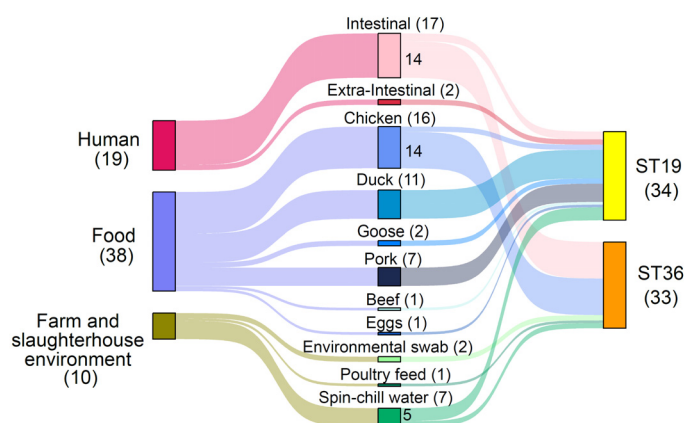 Intestinal (17)
14
Extra-Intestinal (2)
Chicken (16)
14
Human
(19)
Duck (11)
ST19
(34)
Food
(38)
Goose (2)
Pork (7)
ST36
(33)
Beef (1)
Eggs (1)
Farm and
slaughterhouse
environment
(10)
Environmental swab (2)
Poultry feed (1)
Spin-chill water (7)
5